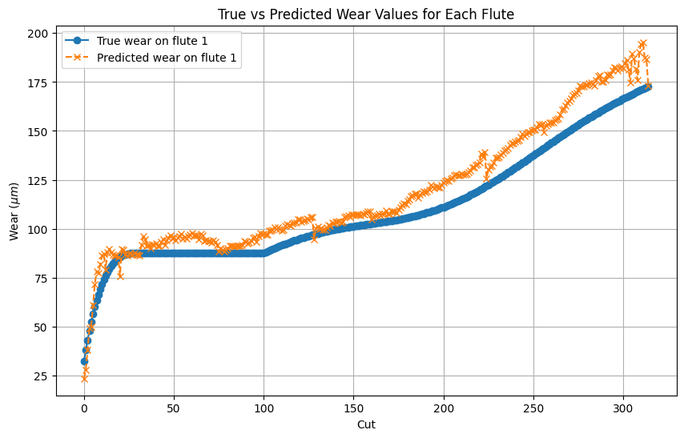 True vs Predicted Wear Values for Each Flute
True wear on flute 1
Predicted wear on flute 1
200
175
150
125
100
75
50
25
Wear (μm)
0 50 100 150 200 250 300
Cut